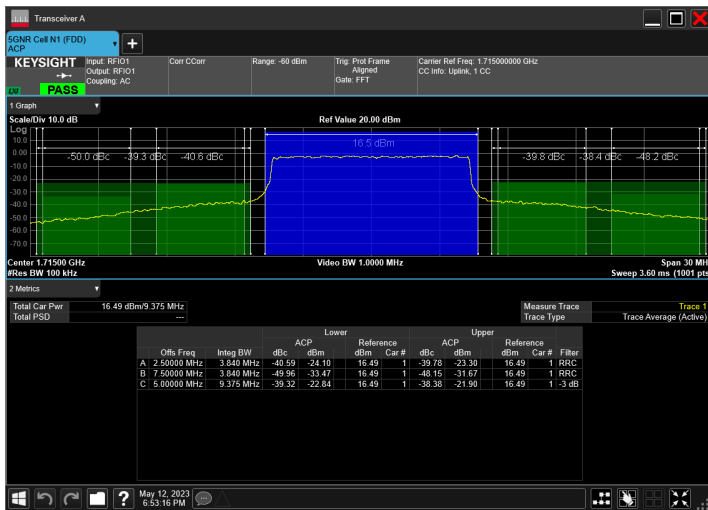 Transceiver A
5GNR Cell N1 (FDD)
ACP
KEYSIGHT
Input: RFIO1
Output: RFIO1
Coupling: AC
Corr CCorr
Range: -60 dBm
Trig: Prot Frame
Aligned
Gate: FFT
Carrier Ref Freq: 1.715000000 GHz
CC Info: Uplink, 1 CC
PASS
1 Graph
Scale/Div 10.0 dB
Ref Value 20.00 dBm
Log
10.0
0.00
-10.0
-20.0
-30.0
-40.0
-50.0
-60.0
-70.0
-50.0 dBc
-39.3 dBc
-40.6 dBc
16.5 dBm
-39.8 dBc
-38.4 dBc
-48.2 dBc
Center 1.71500 GHz
Video BW 1.0000 MHz
Span 30 MH
#Res BW 100 kHz
Sweep 3.60 ms (1001 pts
2 Metrics
Total Car Pwr 16.49 dBm/9.375 MHz
Total PSD ---
Measure Trace Trace 1
Trace Type Trace Average (Active)
Lower Upper
ACP Reference ACP Reference
Offs Freq Integ BW dBc dBm dBm Car # dBc dBm dBm Car # Filter
A 2.50000 MHz 3.840 MHz -40.59 -24.10 16.49 1 -39.78 -23.30 16.49 1 RRC
B 7.50000 MHz 3.840 MHz -49.96 -33.47 16.49 1 -48.15 -31.67 16.49 1 RRC
C 5.00000 MHz 9.375 MHz -39.32 -22.84 16.49 1 -38.38 -21.90 16.49 1 -3 dB
May 12, 2023
6:53:16 PM